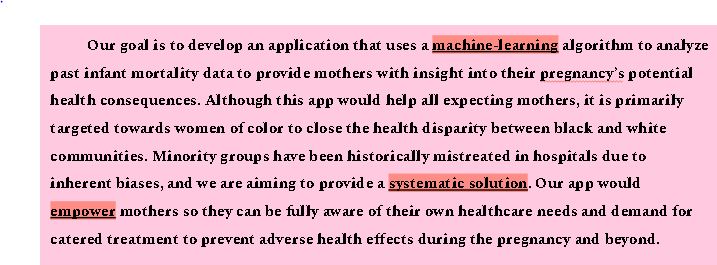 Our goal is to develop an application that uses a machine-learning algorithm to analyze
past infant mortality data to provide mothers with insight into their pregnancy's potential
health consequences. Although this app would help all expecting mothers, it is primarily
targeted towards women of color to close the health disparity between black and white
communities. Minority groups have been historically mistreated in hospitals due to
inherent biases, and we are aiming to provide a systematic solution. Our app would
empower mothers so they can be fully aware of their own healthcare needs and demand for
catered treatment to prevent adverse health effects during the pregnancy and beyond.